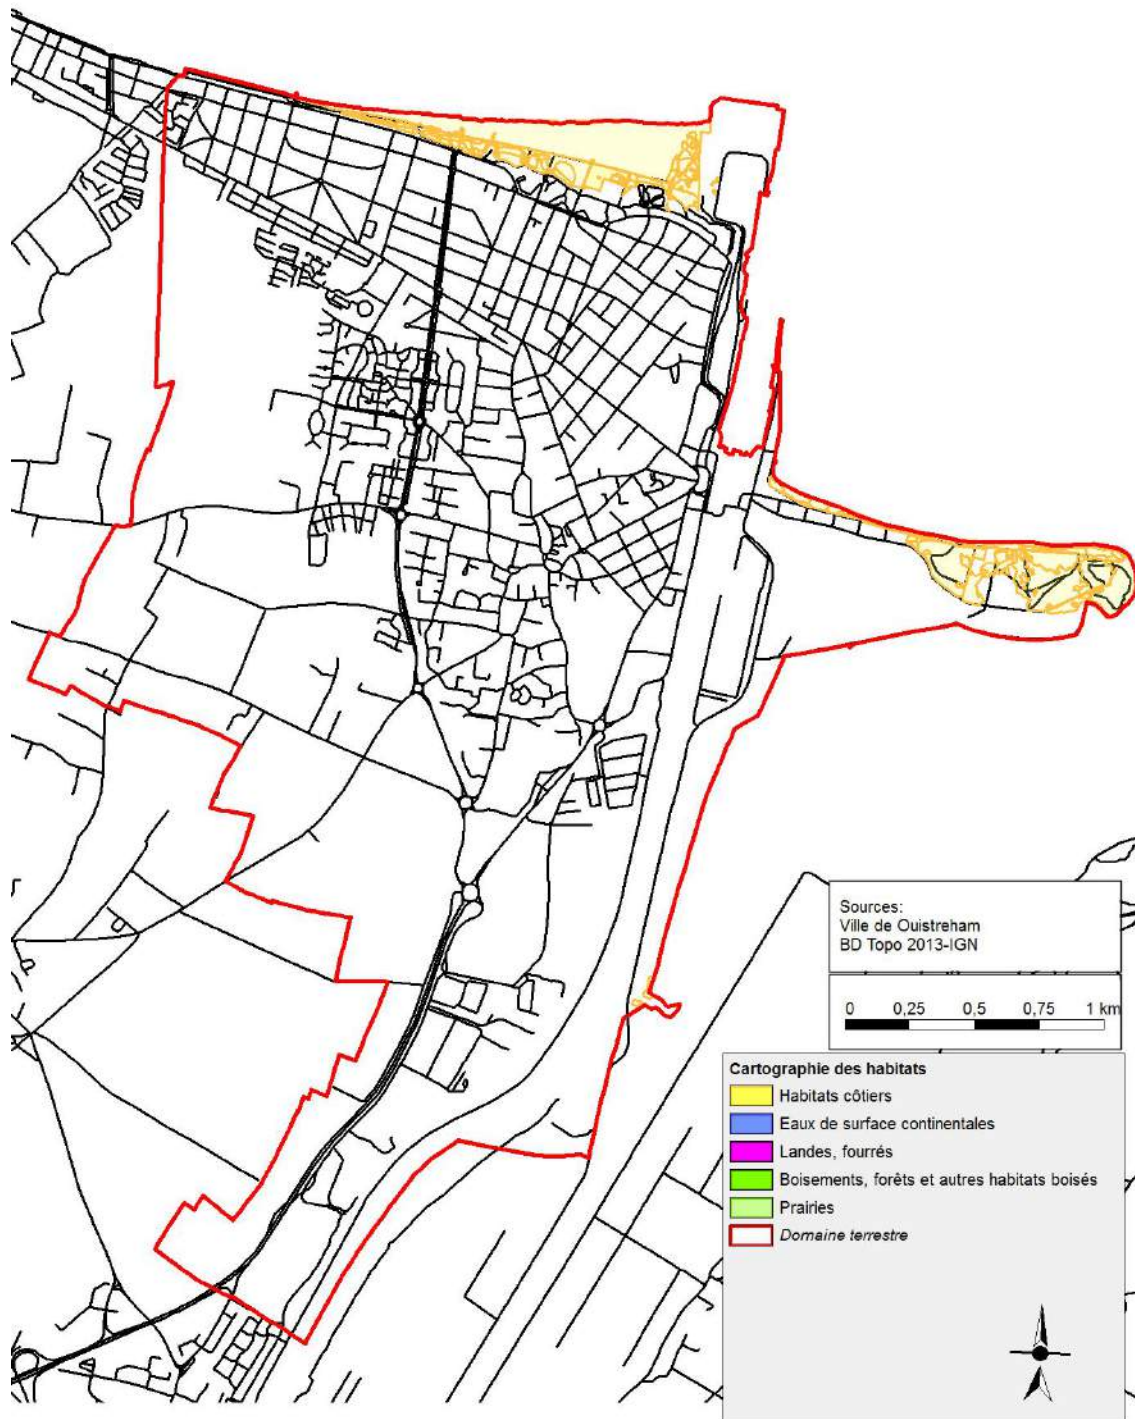 Sources:
Ville de Ouistreham
BD Topo 2013-IGN
0 0,25 0,5 0,75 1 km
Cartographie des habitats
Habitats côtiers
Eaux de surface continentales
Landes, fourrés
Boisements, forêts et autres habitats boisés
Prairies
Domaine terrestre